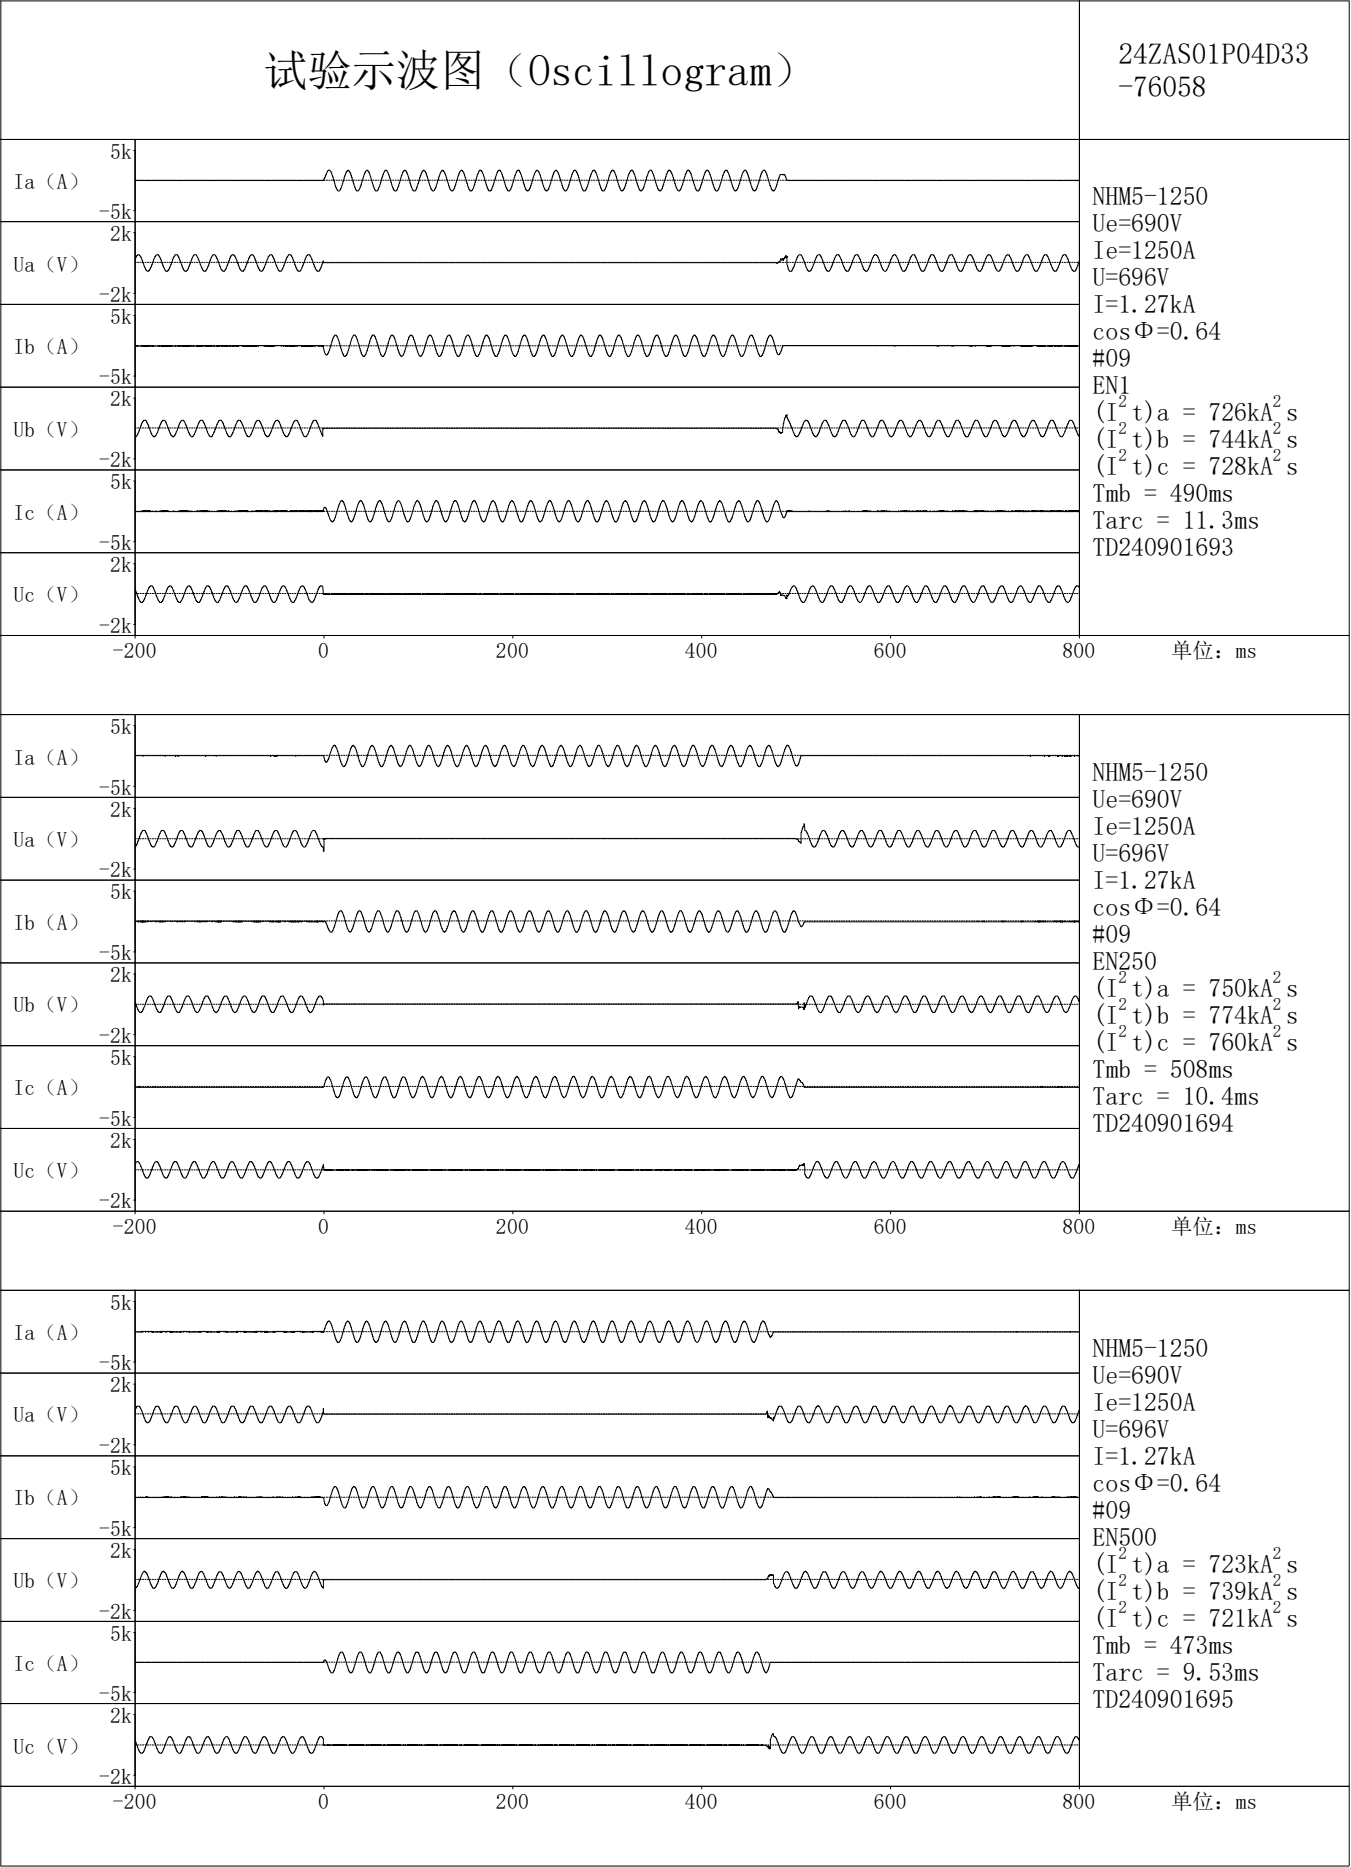 试验示波图（Oscillogram）
24ZAS01P04D33
-76058
Ia（A）
5k
-5k
Ua（V）
2k
-2k
Ib（A）
5k
-5k
Ub（V）
2k
-2k
Ic（A）
5k
-5k
Uc（V）
2k
-2k
-200 0 200 400 600 800 单位：ms
NHM5-1250
Ue=690V
Ie=1250A
U=696V
I=1.27kA
cosΦ=0.64
#09
EN1
(I²t)a = 726kA²s
(I²t)b = 744kA²s
(I²t)c = 728kA²s
Tmb = 490ms
Tarc = 11.3ms
TD240901693
Ia（A）
5k
-5k
Ua（V）
2k
-2k
Ib（A）
5k
-5k
Ub（V）
2k
-2k
Ic（A）
5k
-5k
Uc（V）
2k
-2k
-200 0 200 400 600 800 单位：ms
NHM5-1250
Ue=690V
Ie=1250A
U=696V
I=1.27kA
cosΦ=0.64
#09
EN250
(I²t)a = 750kA²s
(I²t)b = 774kA²s
(I²t)c = 760kA²s
Tmb = 508ms
Tarc = 10.4ms
TD240901694
Ia（A）
5k
-5k
Ua（V）
2k
-2k
Ib（A）
5k
-5k
Ub（V）
2k
-2k
Ic（A）
5k
-5k
Uc（V）
2k
-2k
-200 0 200 400 600 800 单位：ms
NHM5-1250
Ue=690V
Ie=1250A
U=696V
I=1.27kA
cosΦ=0.64
#09
EN500
(I²t)a = 723kA²s
(I²t)b = 739kA²s
(I²t)c = 721kA²s
Tmb = 473ms
Tarc = 9.53ms
TD240901695